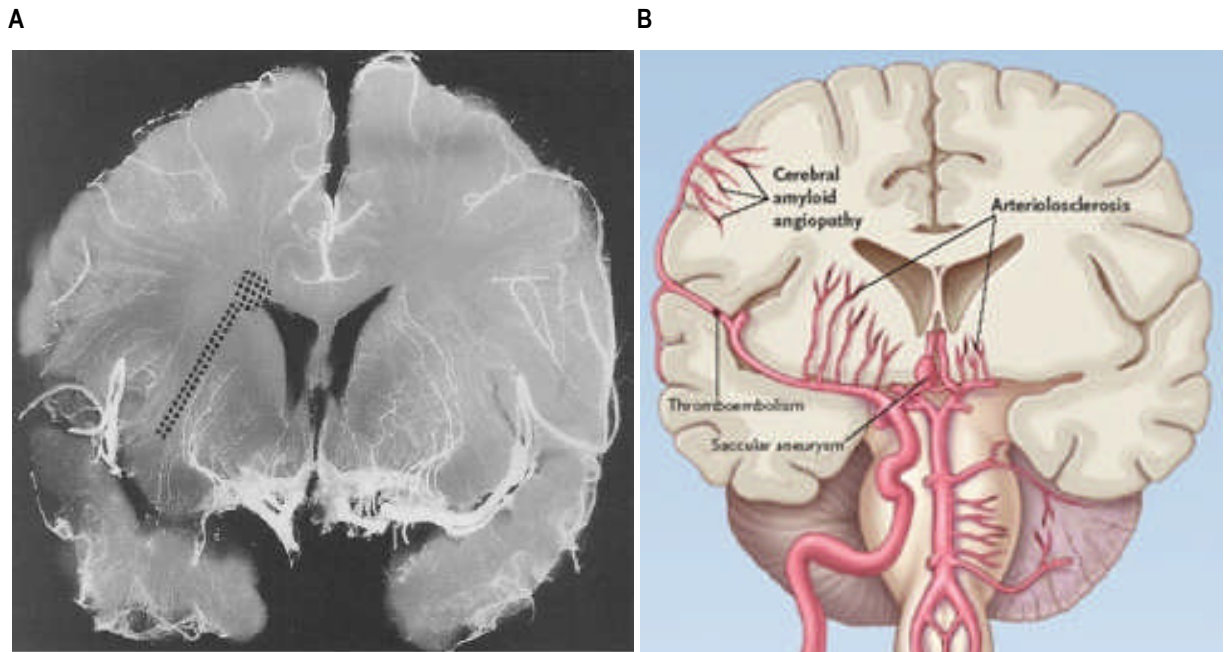 A
B
Cerebral
amyloid
angiopathy
Arteriolosclerosis
Thromboembolism
Saccular aneurysm